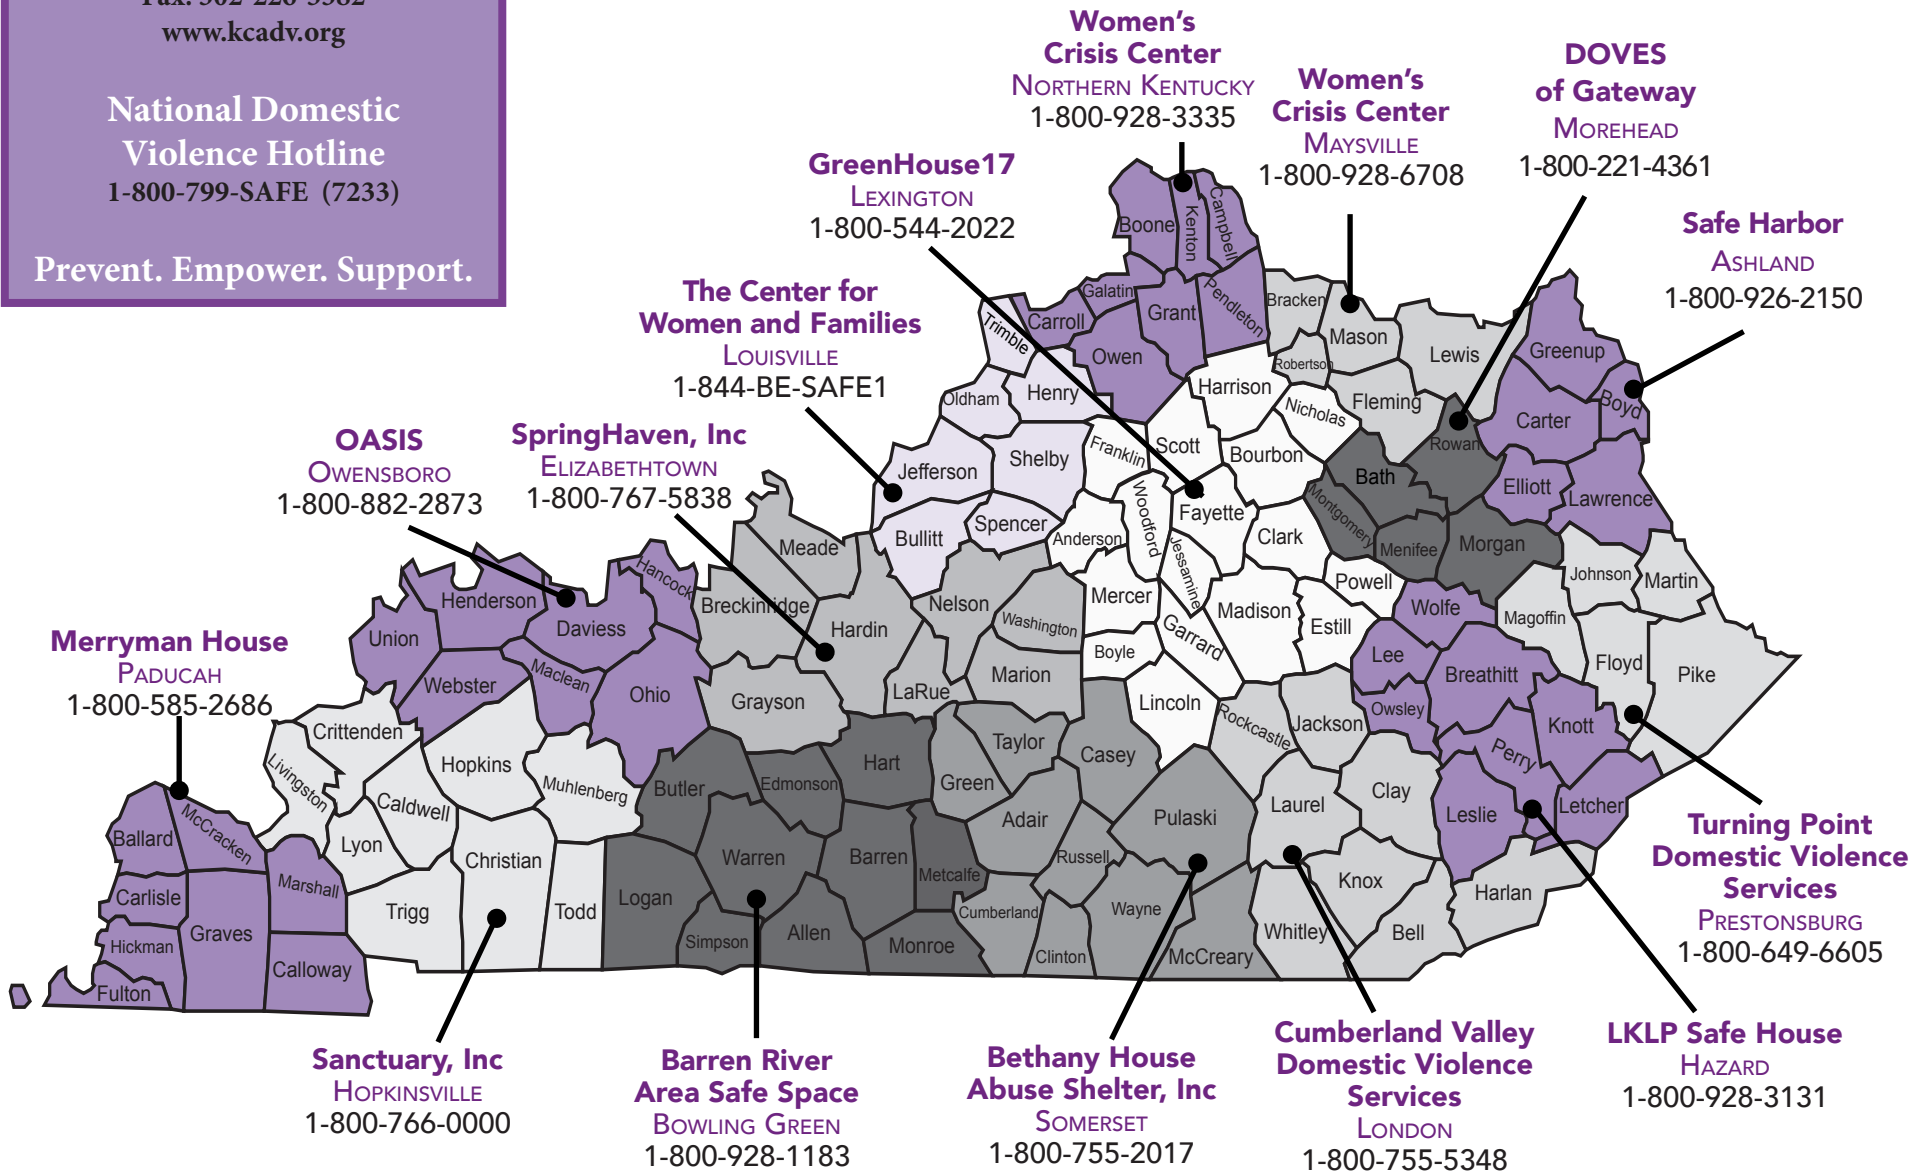 www.kcadv.org
National Domestic
Violence Hotline
1-800-799-SAFE (7233)
Prevent. Empower. Support.
Women's
Crisis Center
Northern Kentucky
1-800-928-3335
Women's
Crisis Center
Maysville
1-800-928-6708
DOVES
of Gateway
Morehead
1-800-221-4361
GreenHouse17
Lexington
1-800-544-2022
Safe Harbor
Ashland
1-800-926-2150
The Center for
Women and Families
Louisville
1-844-BE-SAFE1
OASIS
Owensboro
1-800-882-2873
SpringHaven, Inc
Elizabethtown
1-800-767-5838
Merryman House
Paducah
1-800-585-2686
Turning Point
Domestic Violence
Services
Prestonsburg
1-800-649-6605
Sanctuary, Inc
Hopkinsville
1-800-766-0000
Barren River
Area Safe Space
Bowling Green
1-800-928-1183
Bethany House
Abuse Shelter, Inc
Somerset
1-800-755-2017
Cumberland Valley
Domestic Violence
Services
London
1-800-755-5348
LKLP Safe House
Hazard
1-800-928-3131
Boone
Kenton
Campbell
Galatin
Grant
Pendleton
Carroll
Owen
Trimble
Henry
Oldham
Jefferson
Shelby
Bullitt
Spencer
Bracken
Mason
Robertson
Lewis
Fleming
Greenup
Boyd
Carter
Elliott
Lawrence
Rowan
Bath
Montgomery
Menifee
Morgan
Harrison
Nicholas
Scott
Franklin
Bourbon
Woodford
Fayette
Clark
Anderson
Jessamine
Powell
Mercer
Madison
Estill
Garrard
Boyle
Lincoln
Johnson
Martin
Magoffin
Floyd
Pike
Wolfe
Lee
Breathitt
Owsley
Knott
Perry
Leslie
Letcher
Meade
Breckinridge
Hardin
Nelson
Washington
Marion
LaRue
Grayson
Hancock
Henderson
Daviess
Union
Webster
Maclean
Ohio
Crittenden
Livingston
Hopkins
Caldwell
Muhlenberg
Lyon
Christian
Trigg
Todd
Ballard
McCracken
Carlisle
Graves
Marshall
Hickman
Calloway
Fulton
Butler
Edmonson
Hart
Warren
Barren
Metcalfe
Logan
Simpson
Allen
Monroe
Taylor
Green
Casey
Adair
Russell
Pulaski
Cumberland
Clinton
Wayne
McCreary
Rockcastle
Jackson
Laurel
Clay
Knox
Whitley
Bell
Harlan